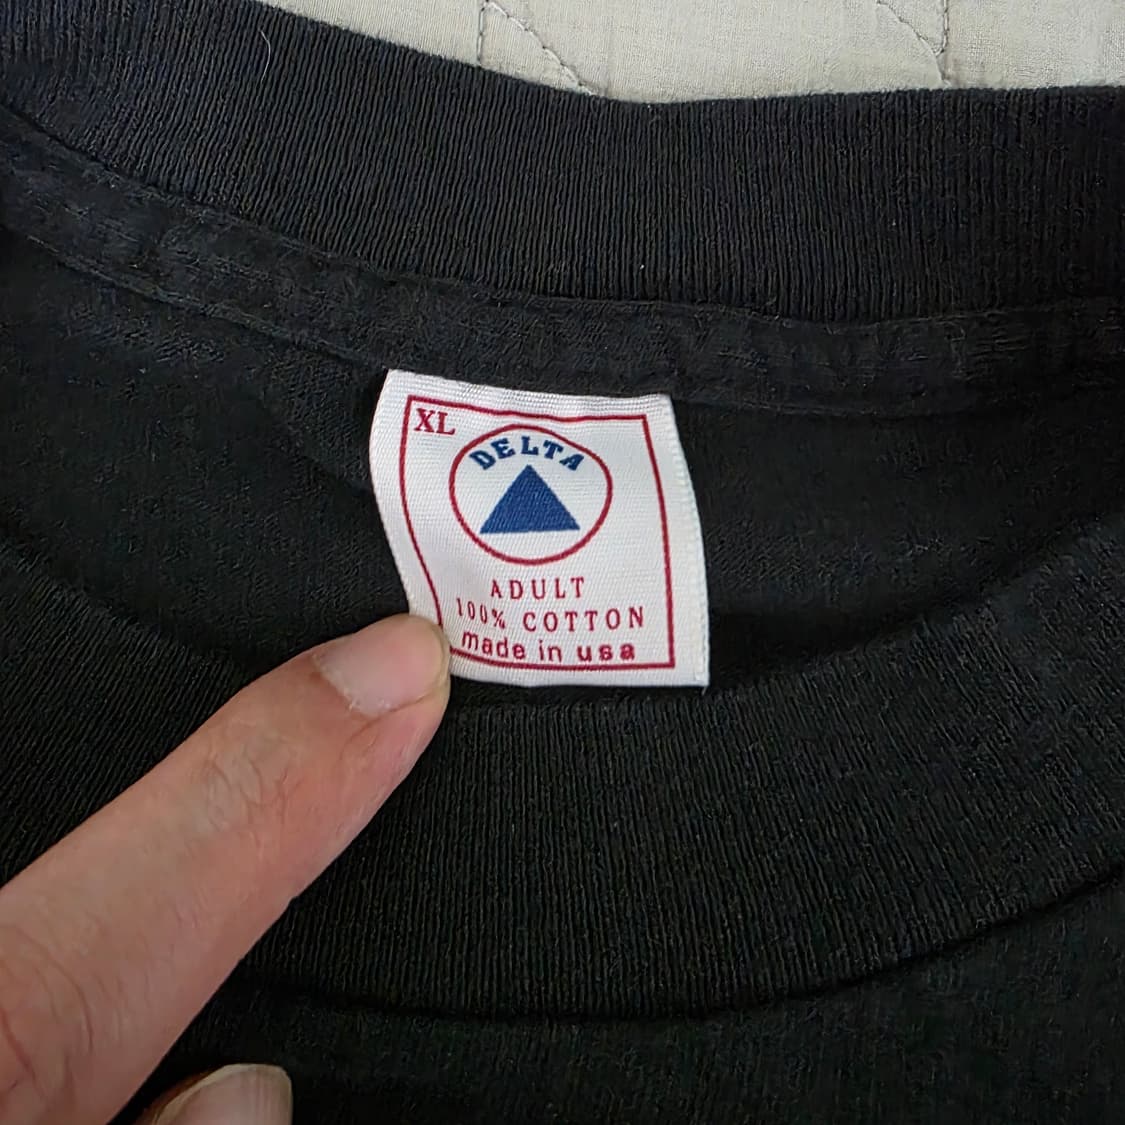 XL
DELTA
ADULT
100% COTTON
made in usa